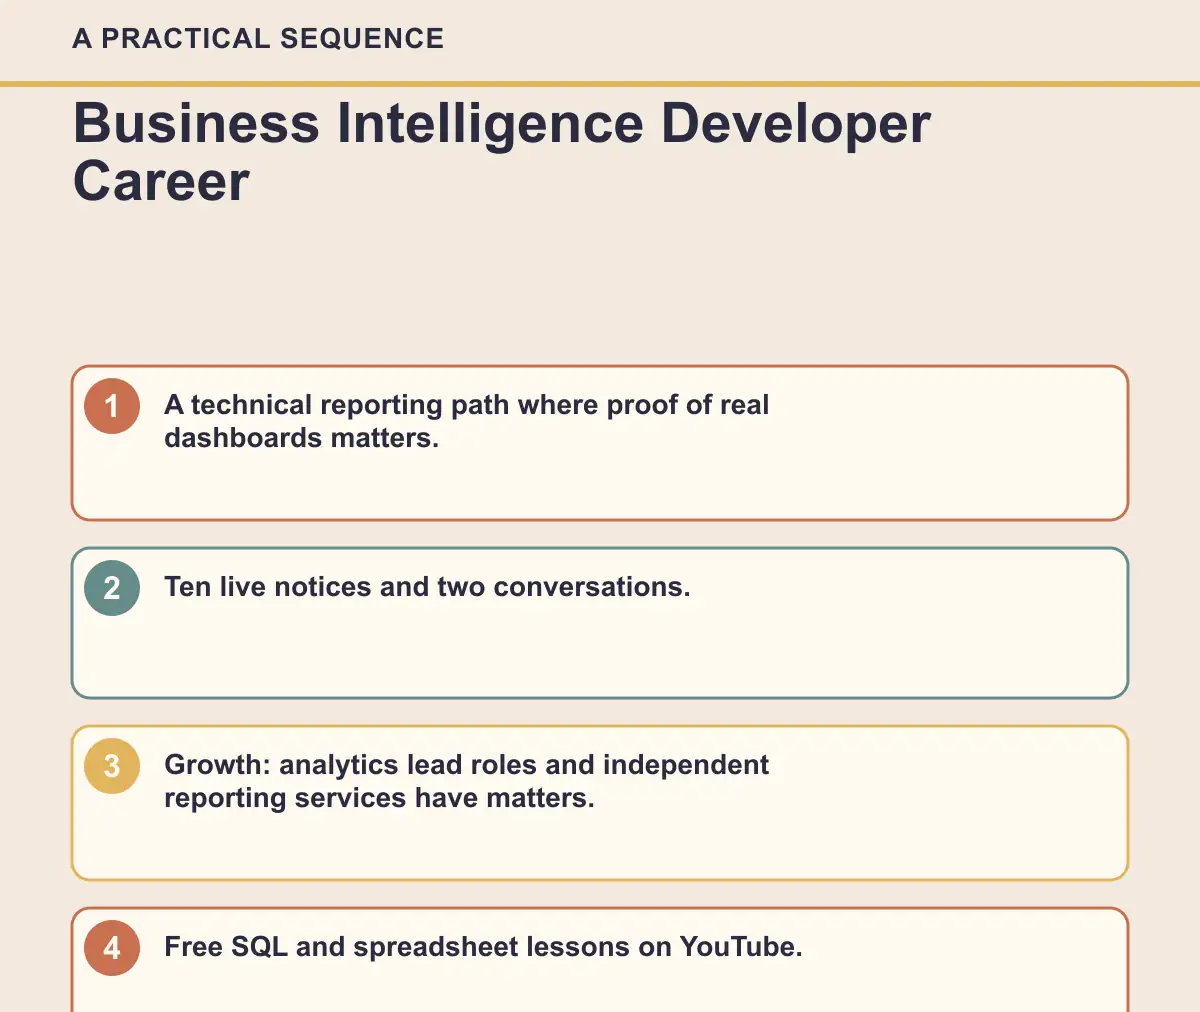 A PRACTICAL SEQUENCE
Business Intelligence Developer
Career
1
A technical reporting path where proof of real
dashboards matters.
2
Ten live notices and two conversations.
3
Growth: analytics lead roles and independent
reporting services have matters.
4
Free SQL and spreadsheet lessons on YouTube.